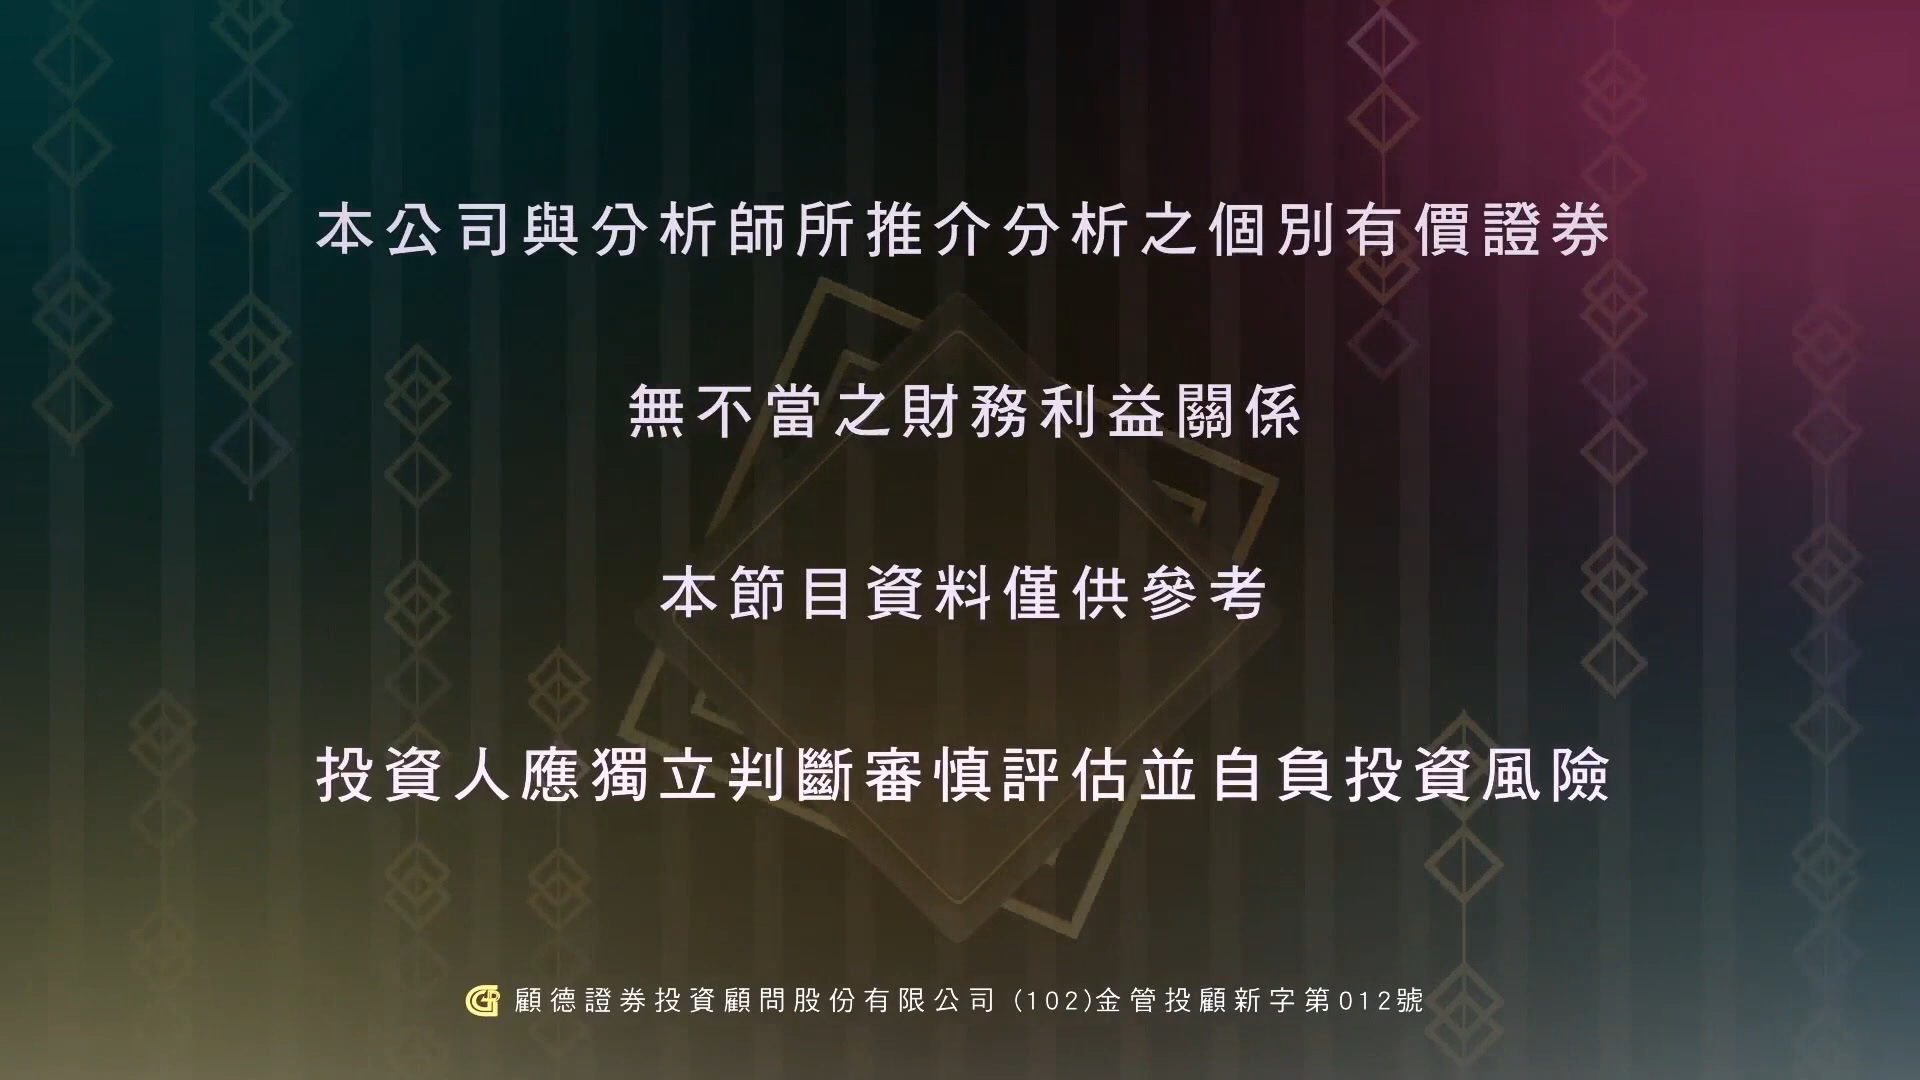 本公司與分析師所推介分析之個別有價證券
無不當之財務利益關係
本節目資料僅供參考
投資人應獨立判斷審慎評估並自負投資風險
顧德證券投資顧問股份有限公司 (102)金管投顧新字第012號